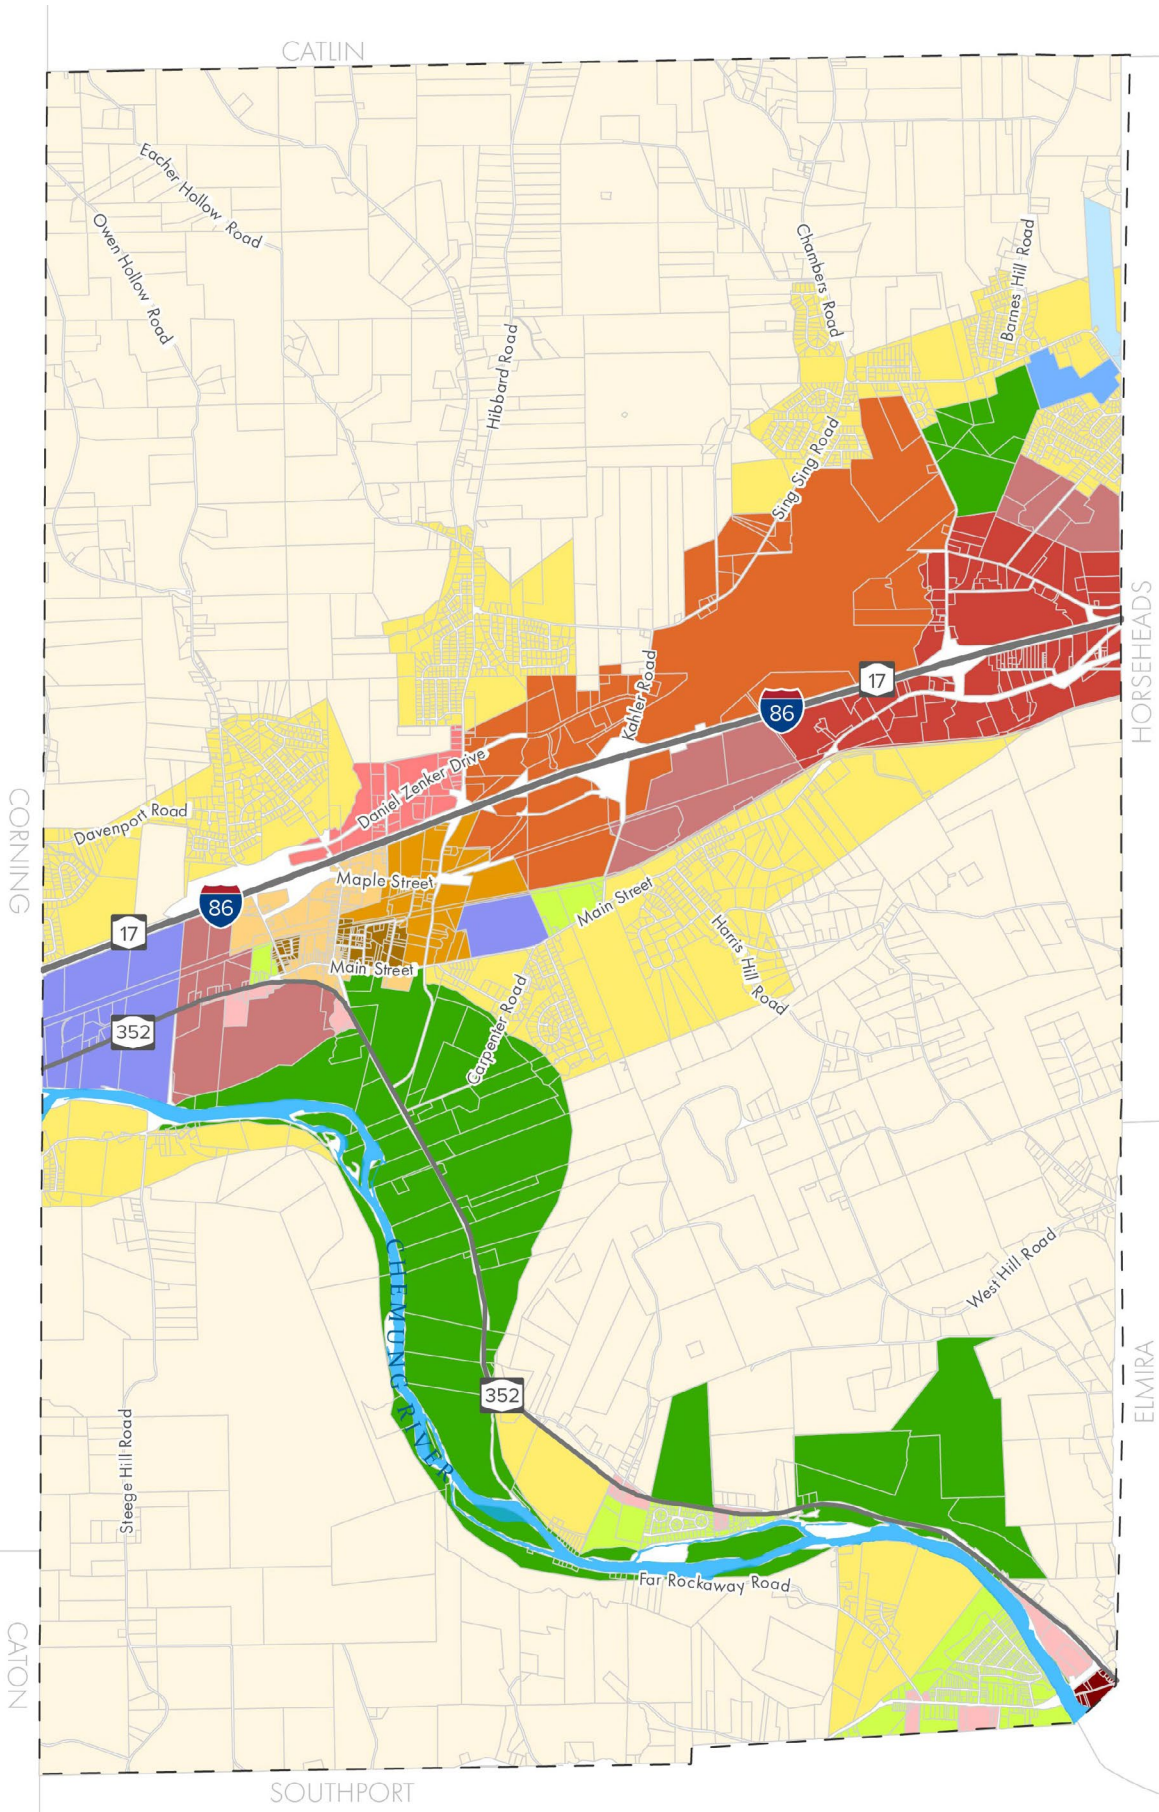 CATLIN
Eacher Hollow Road
Owen Hollow Road
Chambers Road
Barnes Hill Road
Hibbard Road
Sing Sing Road
HORSEHEADS
Kahler Road
17
86
Daniel Zenker Drive
Davenport Road
CORNING
Maple Street
86
Main Street
17
Harris Hill Road
Main Street
352
Carpenter Road
CHEMUNG RIVER
West Hill Road
ELMIRA
352
Steege Hill Road
Far Rockaway Road
CATON
SOUTHPORT